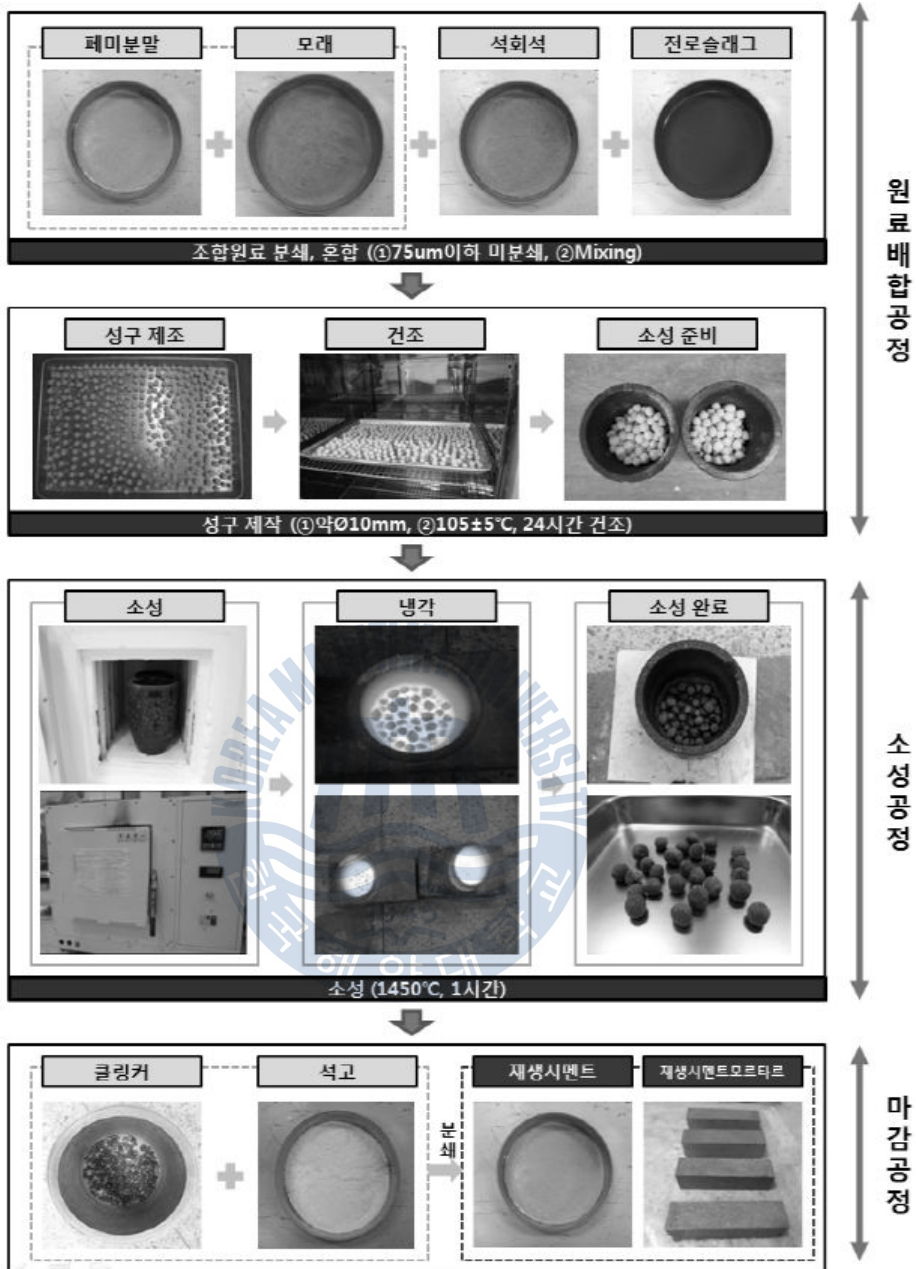 페미분말
모래
석회석
전로슬래그
조합원료 분쇄, 혼합 (①75um이하 미분쇄, ②Mixing)
원료배합공정
성구 제조
건조
소성 준비
성구 제작 (①약Ø10mm, ②105±5℃, 24시간 건조)
소성
냉각
소성 완료
소성 (1450℃, 1시간)
소성공정
클링커
석고
분쇄
재생시멘트
재생시멘트모르타르
마감공정